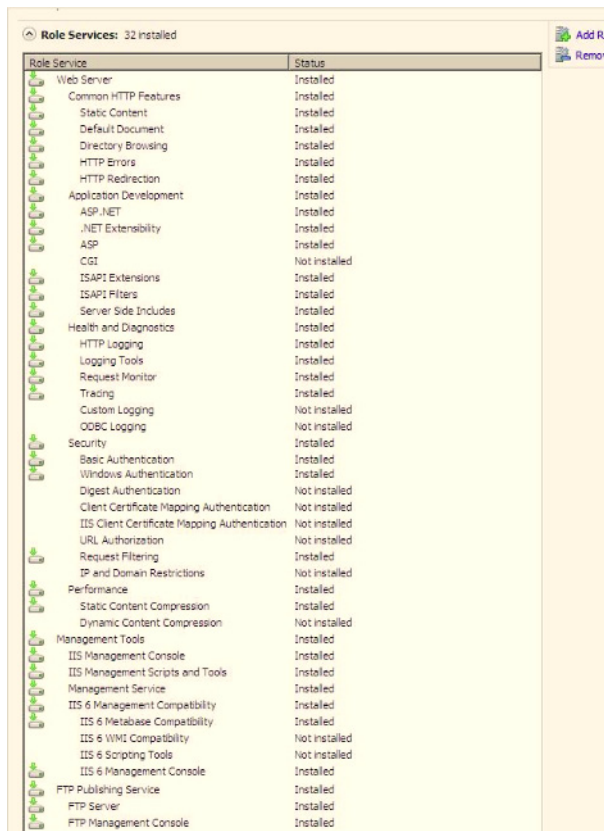 Role Services: 32 installed
Add R
Remov
Role Service Status
Web Server Installed
Common HTTP Features Installed
Static Content Installed
Default Document Installed
Directory Browsing Installed
HTTP Errors Installed
HTTP Redirection Installed
Application Development Installed
ASP.NET Installed
.NET Extensibility Installed
ASP Installed
CGI Not installed
ISAPI Extensions Installed
ISAPI Filters Installed
Server Side Includes Installed
Health and Diagnostics Installed
HTTP Logging Installed
Logging Tools Installed
Request Monitor Installed
Tracing Installed
Custom Logging Not installed
ODBC Logging Not installed
Security Installed
Basic Authentication Installed
Windows Authentication Installed
Digest Authentication Not installed
Client Certificate Mapping Authentication Not installed
IIS Client Certificate Mapping Authentication Not installed
URL Authorization Not installed
Request Filtering Installed
IP and Domain Restrictions Not installed
Performance Installed
Static Content Compression Installed
Dynamic Content Compression Not installed
Management Tools Installed
IIS Management Console Installed
IIS Management Scripts and Tools Installed
Management Service Installed
IIS 6 Management Compatibility Installed
IIS 6 Metabase Compatibility Installed
IIS 6 WMI Compatibility Not installed
IIS 6 Scripting Tools Not installed
IIS 6 Management Console Installed
FTP Publishing Service Installed
FTP Server Installed
FTP Management Console Installed